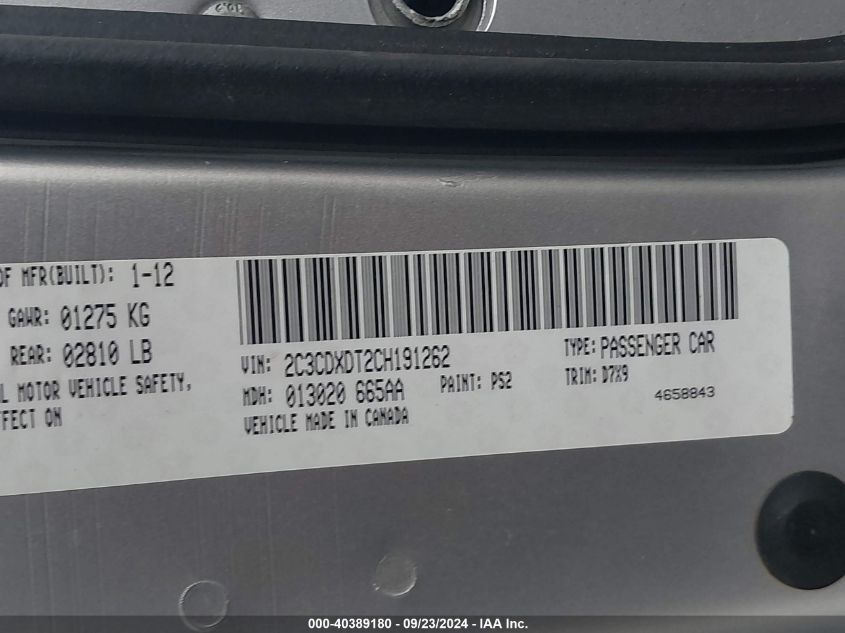 OF MFR(BUILT): 1-12
GAWR: 01275 KG
REAR: 02810 LB
MOTOR VEHICLE SAFETY,
ON
VIN: 2C3CDXDT2CH191262
TYPE: PASSENGER CAR
MDH: 013020 665AA
PAINT: PS2
TRIM: D7X9
VEHICLE MADE IN CANADA
4658843
000-40389180 - 09/23/2024 - IAA Inc.